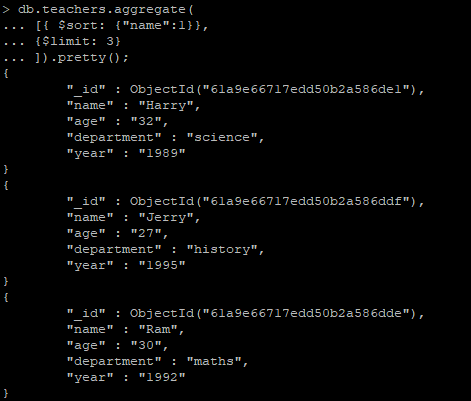 > db.teachers.aggregate(
... [{ $sort: {"name":1}},
... {$limit: 3}
... ]).pretty();
{
"_id" : ObjectId("61a9e66717edd50b2a586de1"),
"name" : "Harry",
"age" : "32",
"department" : "science",
"year" : "1989"
}
{
"_id" : ObjectId("61a9e66717edd50b2a586ddf"),
"name" : "Jerry",
"age" : "27",
"department" : "history",
"year" : "1995"
}
{
"_id" : ObjectId("61a9e66717edd50b2a586dde"),
"name" : "Ram",
"age" : "30",
"department" : "maths",
"year" : "1992"
}